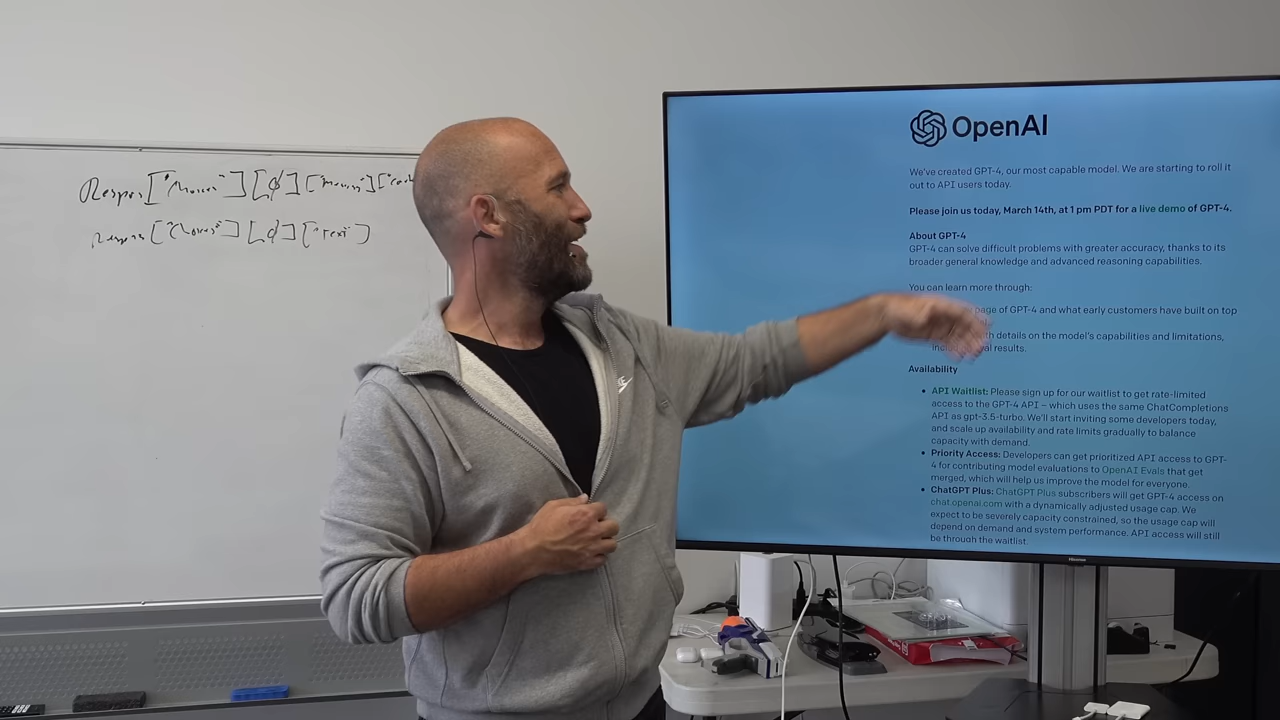 ["Choices"][0]
["Choices"][0]["Text"]
OpenAI
We've created GPT-4, our most capable model. We are starting to roll it
out to API users today.
Please join us today, March 14th, at 1 pm PDT for a live demo of GPT-4.
About GPT-4
GPT-4 can solve difficult problems with greater accuracy, thanks to its
broader general knowledge and advanced reasoning capabilities.
You can learn more through:
page of GPT-4 and what early customers have built on top
details on the model's capabilities and limitations,
results.
Availability
• API Waitlist: Please sign up for our waitlist to get rate-limited
access to the GPT-4 API – which uses the same ChatCompletions
API as gpt-3.5-turbo. We'll start inviting some developers today,
and scale up availability and rate limits gradually to balance
capacity with demand.
• Priority Access: Developers can get prioritized API access to GPT-
4 for contributing model evaluations to OpenAI Evals that get
merged, which will help us improve the model for everyone.
• ChatGPT Plus: ChatGPT Plus subscribers will get GPT-4 access on
chat.openai.com with a dynamically adjusted usage cap. We
expect to be severely capacity constrained, so the usage cap will
depend on demand and system performance. API access will still
be through the waitlist.
Hisense